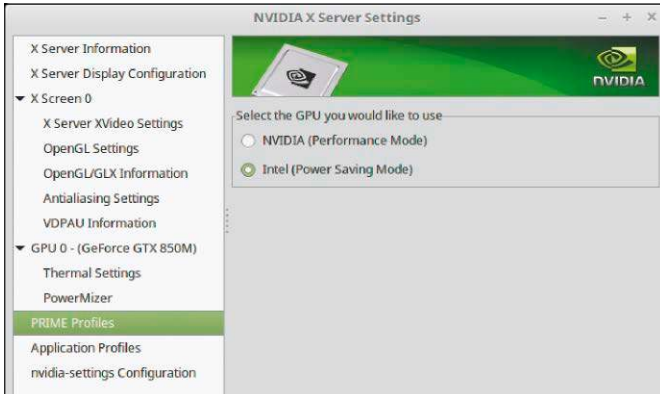 NVIDIA X Server Settings
X Server Information
X Server Display Configuration
X Screen 0
X Server XVideo Settings
OpenGL Settings
OpenGL/GLX Information
Antialiasing Settings
VDPAU Information
GPU 0 - (GeForce GTX 850M)
Thermal Settings
PowerMizer
PRIME Profiles
Application Profiles
nvidia-settings Configuration
NVIDIA
Select the GPU you would like to use
NVIDIA (Performance Mode)
Intel (Power Saving Mode)